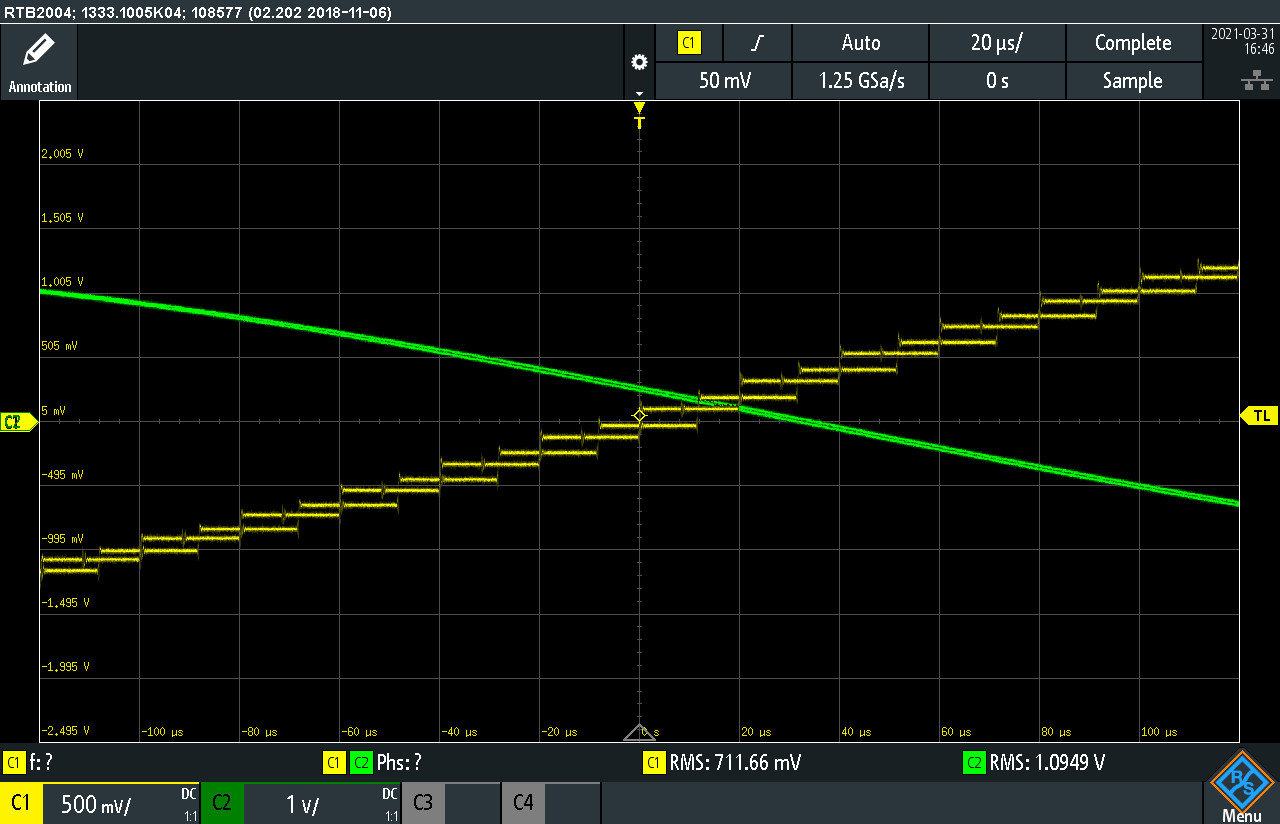 RTB2004; 1333.1005K04; 108577 (02.202 2018-11-06)
Annotation
C1 Auto 20 µs/ Complete
50 mV 1.25 GSa/s 0 s Sample
2021-03-31
16:46
T
2.005 V
1.505 V
1.005 V
505 mV
5 mV
TL
-495 mV
-995 mV
-1.495 V
-1.995 V
-2.495 V
-100 µs -80 µs -60 µs -40 µs -20 µs 0 s 20 µs 40 µs 60 µs 80 µs 100 µs
C1 f: ? C1 C2 Phs: ? C1 RMS: 711.66 mV C2 RMS: 1.0949 V
C1 500 mV/ DC 1:1 C2 1 V/ DC 1:1 C3 C4
R&S
Menu